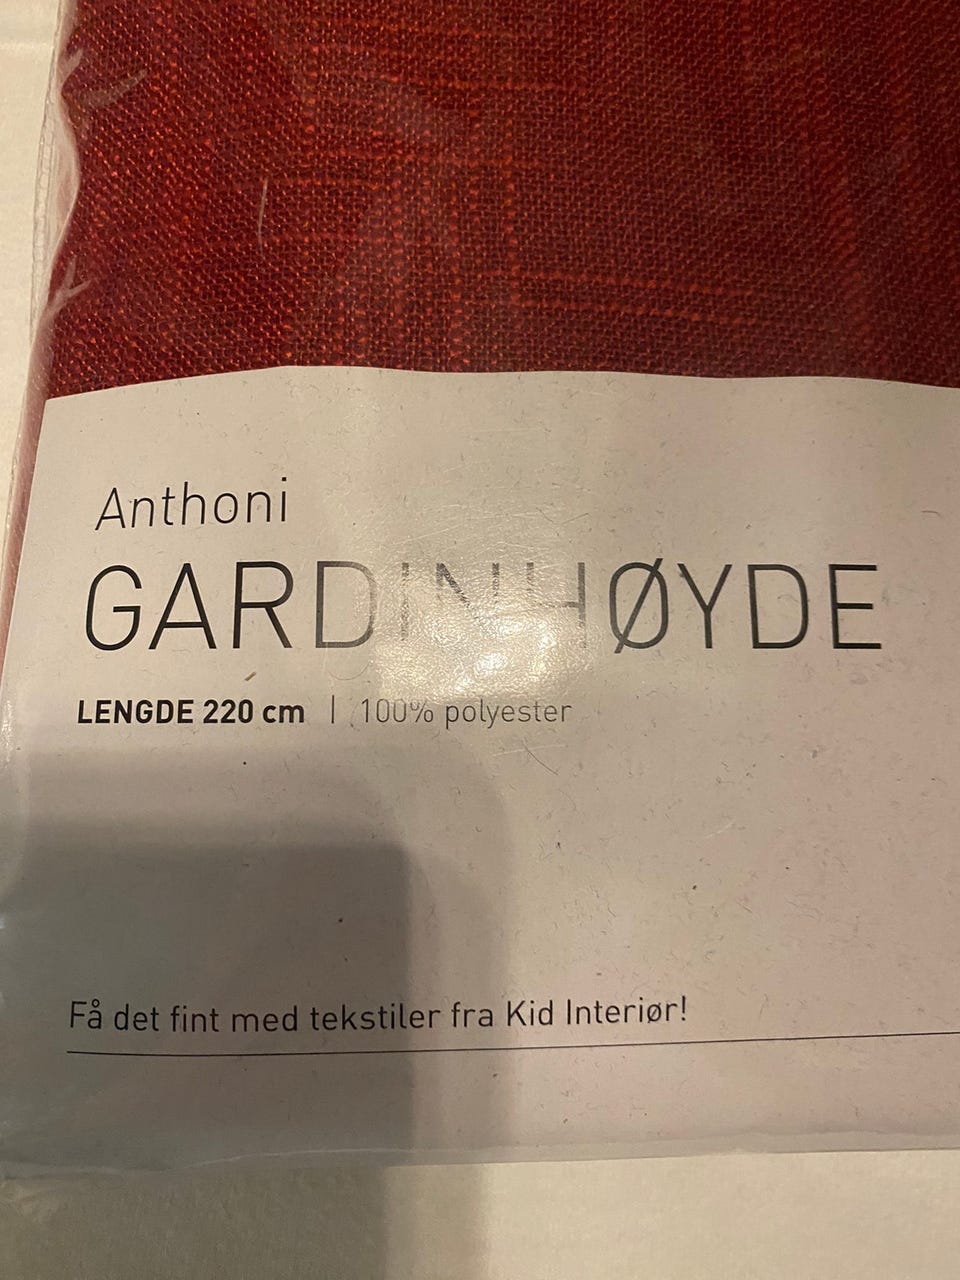 Anthoni
GARDINHØYDE
LENGDE 220 cm | 100% polyester
Få det fint med tekstiler fra Kid Interiør!